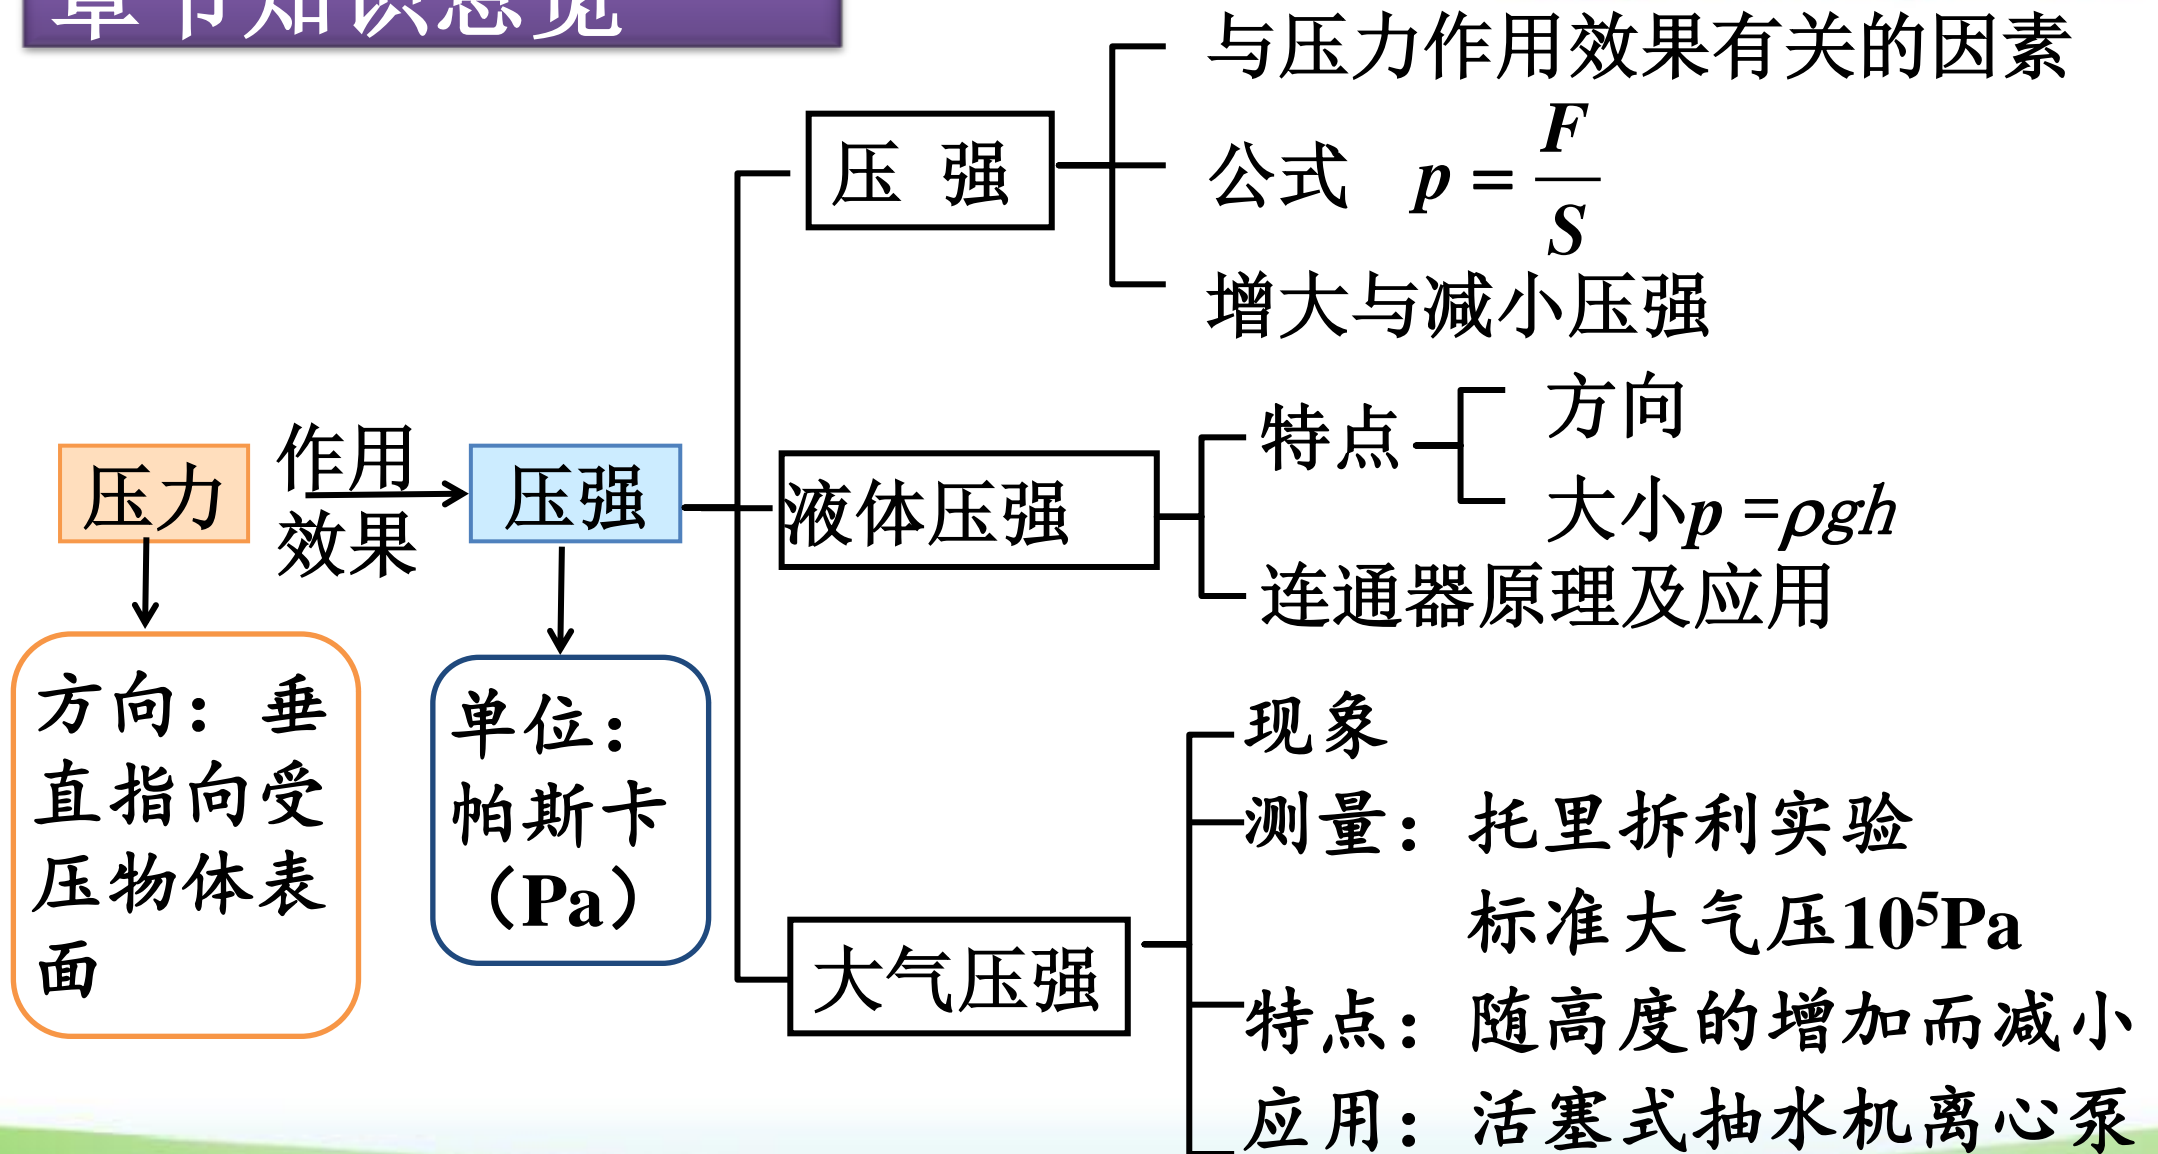 章节知识总览
与压力作用效果有关的因素
压 强
公式 p = F/S
增大与减小压强
压力
作用
效果
压强
方向：垂
直指向受
压物体表
面
单位：
帕斯卡
（Pa）
液体压强
特点
方向
大小p =ρgh
连通器原理及应用
大气压强
现象
测量：托里拆利实验
标准大气压10⁵Pa
特点：随高度的增加而减小
应用：活塞式抽水机离心泵